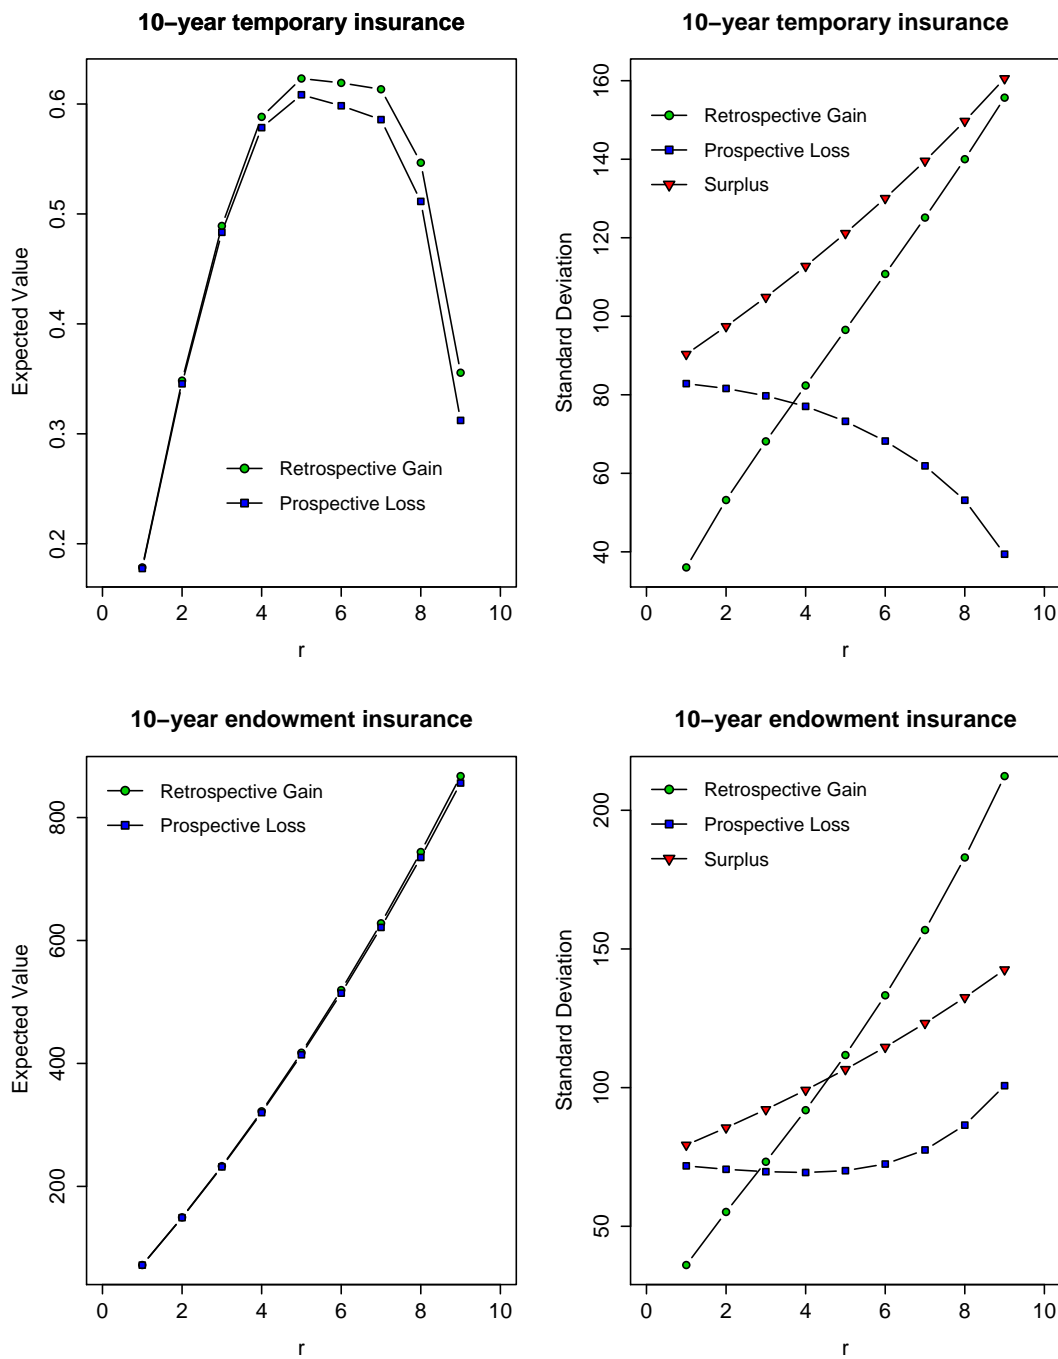 10−year temporary insurance
Expected Value
0.6
0.5
0.4
0.3
0.2
Retrospective Gain
Prospective Loss
0 2 4 6 8 10
r
10−year temporary insurance
Standard Deviation
160
140
120
100
80
60
40
Retrospective Gain
Prospective Loss
Surplus
0 2 4 6 8 10
r
10−year endowment insurance
Expected Value
800
600
400
200
Retrospective Gain
Prospective Loss
0 2 4 6 8 10
r
10−year endowment insurance
Standard Deviation
200
150
100
50
Retrospective Gain
Prospective Loss
Surplus
0 2 4 6 8 10
r